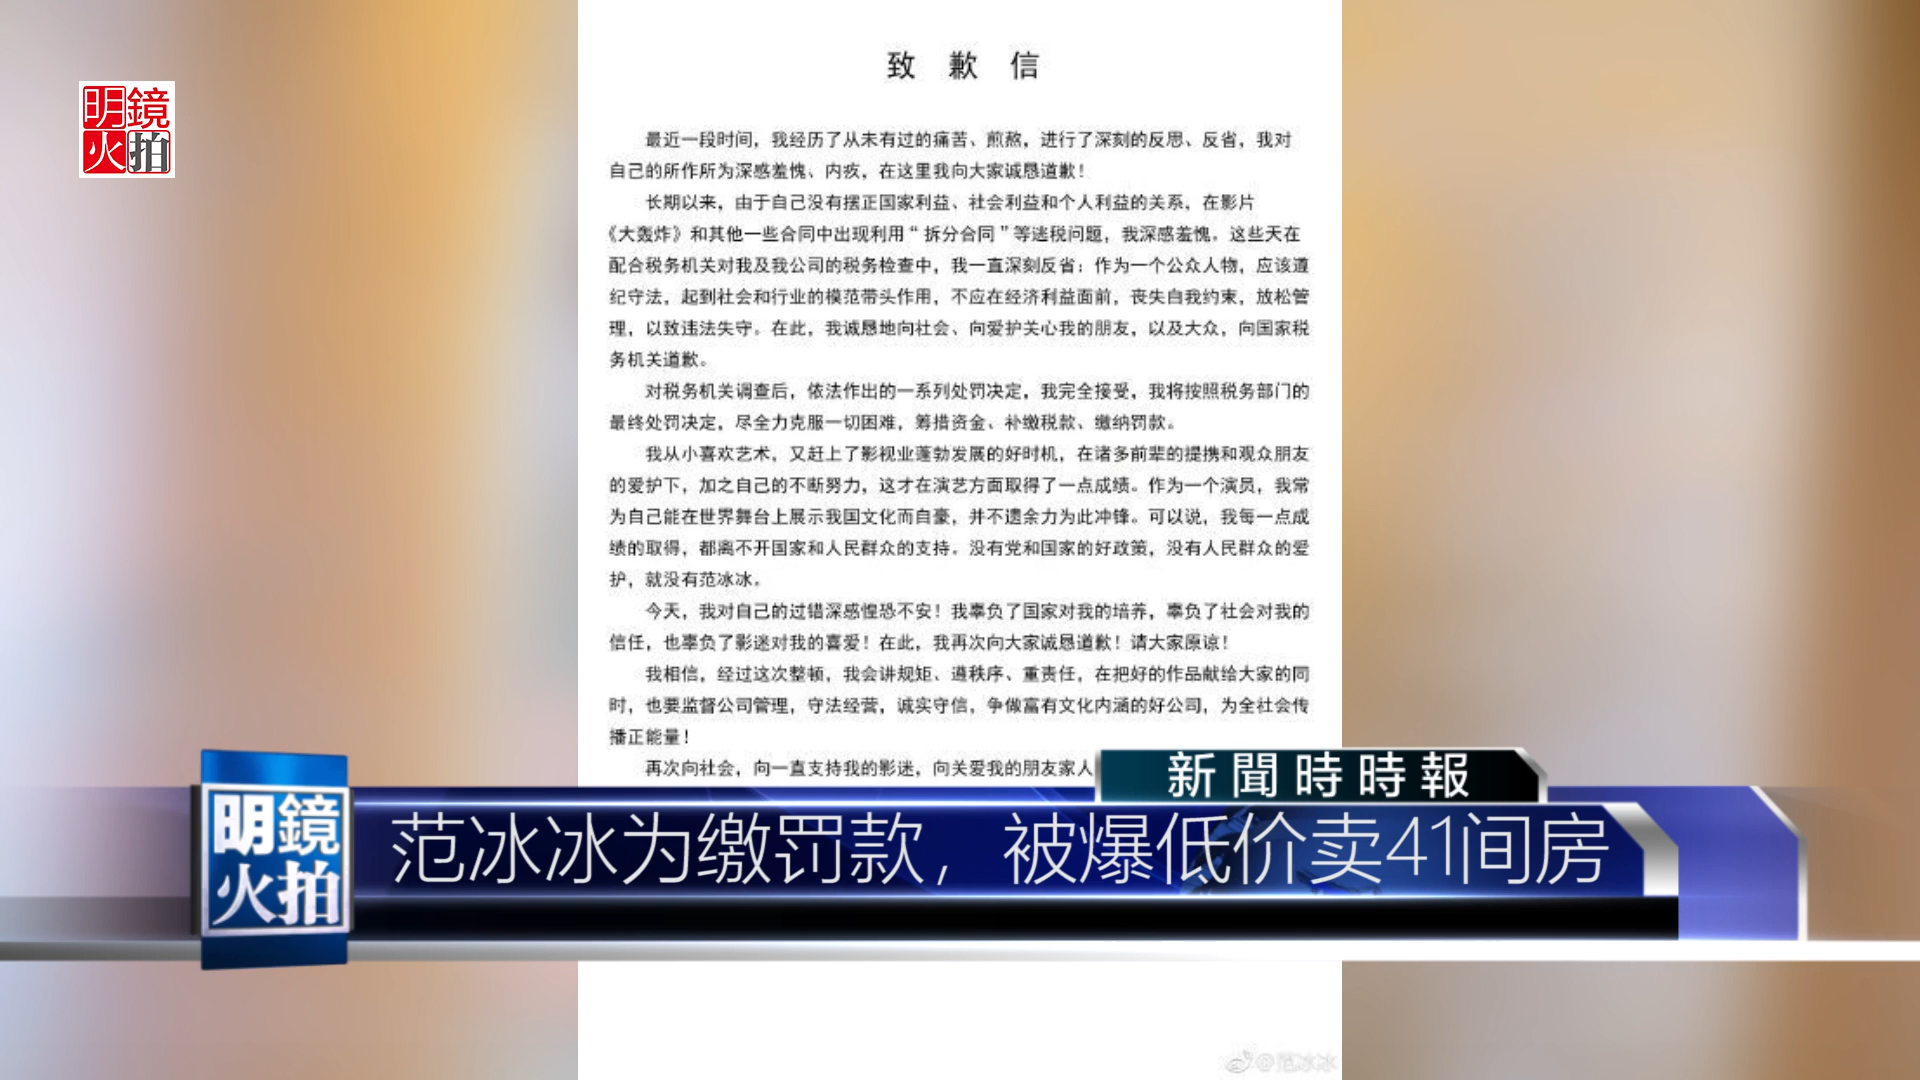 明鏡
火拍
致歉信
最近一段时间，我经历了从未有过的痛苦、煎熬，进行了深刻的反思、反省，我对
自己的所作所为深感羞愧、内疚，在这里我向大家诚恳道歉！
长期以来，由于自己没有摆正国家利益、社会利益和个人利益的关系，在影片
《大轰炸》和其他一些合同中出现利用“拆分合同”等逃税问题，我深感羞愧。这些天在
配合税务机关对我及我公司的税务检查中，我一直深刻反省：作为一个公众人物，应该遵
纪守法，起到社会和行业的模范带头作用，不应在经济利益面前，丧失自我约束，放松管
理，以致违法失守。在此，我诚恳地向社会、向爱护关心我的朋友，以及大众，向国家税
务机关道歉。
对税务机关调查后，依法作出的一系列处罚决定，我完全接受，我将按照税务部门的
最终处罚决定，尽全力克服一切困难，筹措资金、补缴税款、缴纳罚款。
我从小喜欢艺术，又赶上了影视业蓬勃发展的好时机，在诸多前辈的提携和观众朋友
的爱护下，加之自己的不断努力，这才在演艺方面取得了一点成绩。作为一个演员，我常
为自己能在世界舞台上展示我国文化而自豪，并不遗余力为此冲锋。可以说，我每一点成
绩的取得，都离不开国家和人民群众的支持。没有党和国家的好政策，没有人民群众的爱
护，就没有范冰冰。
今天，我对自己的过错深感惶恐不安！我辜负了国家对我的培养，辜负了社会对我的
信任，也辜负了影迷对我的喜爱！在此，我再次向大家诚恳道歉！请大家原谅！
我相信，经过这次整顿，我会讲规矩、遵秩序、重责任，在把好的作品献给大家的同
时，也要监督公司管理，守法经营，诚实守信，争做富有文化内涵的好公司，为全社会传
播正能量！
再次向社会，向一直支持我的影迷，向关爱我的朋友家人
新聞時時報
明鏡
火拍
范冰冰为缴罚款，被爆低价卖41间房
@范冰冰